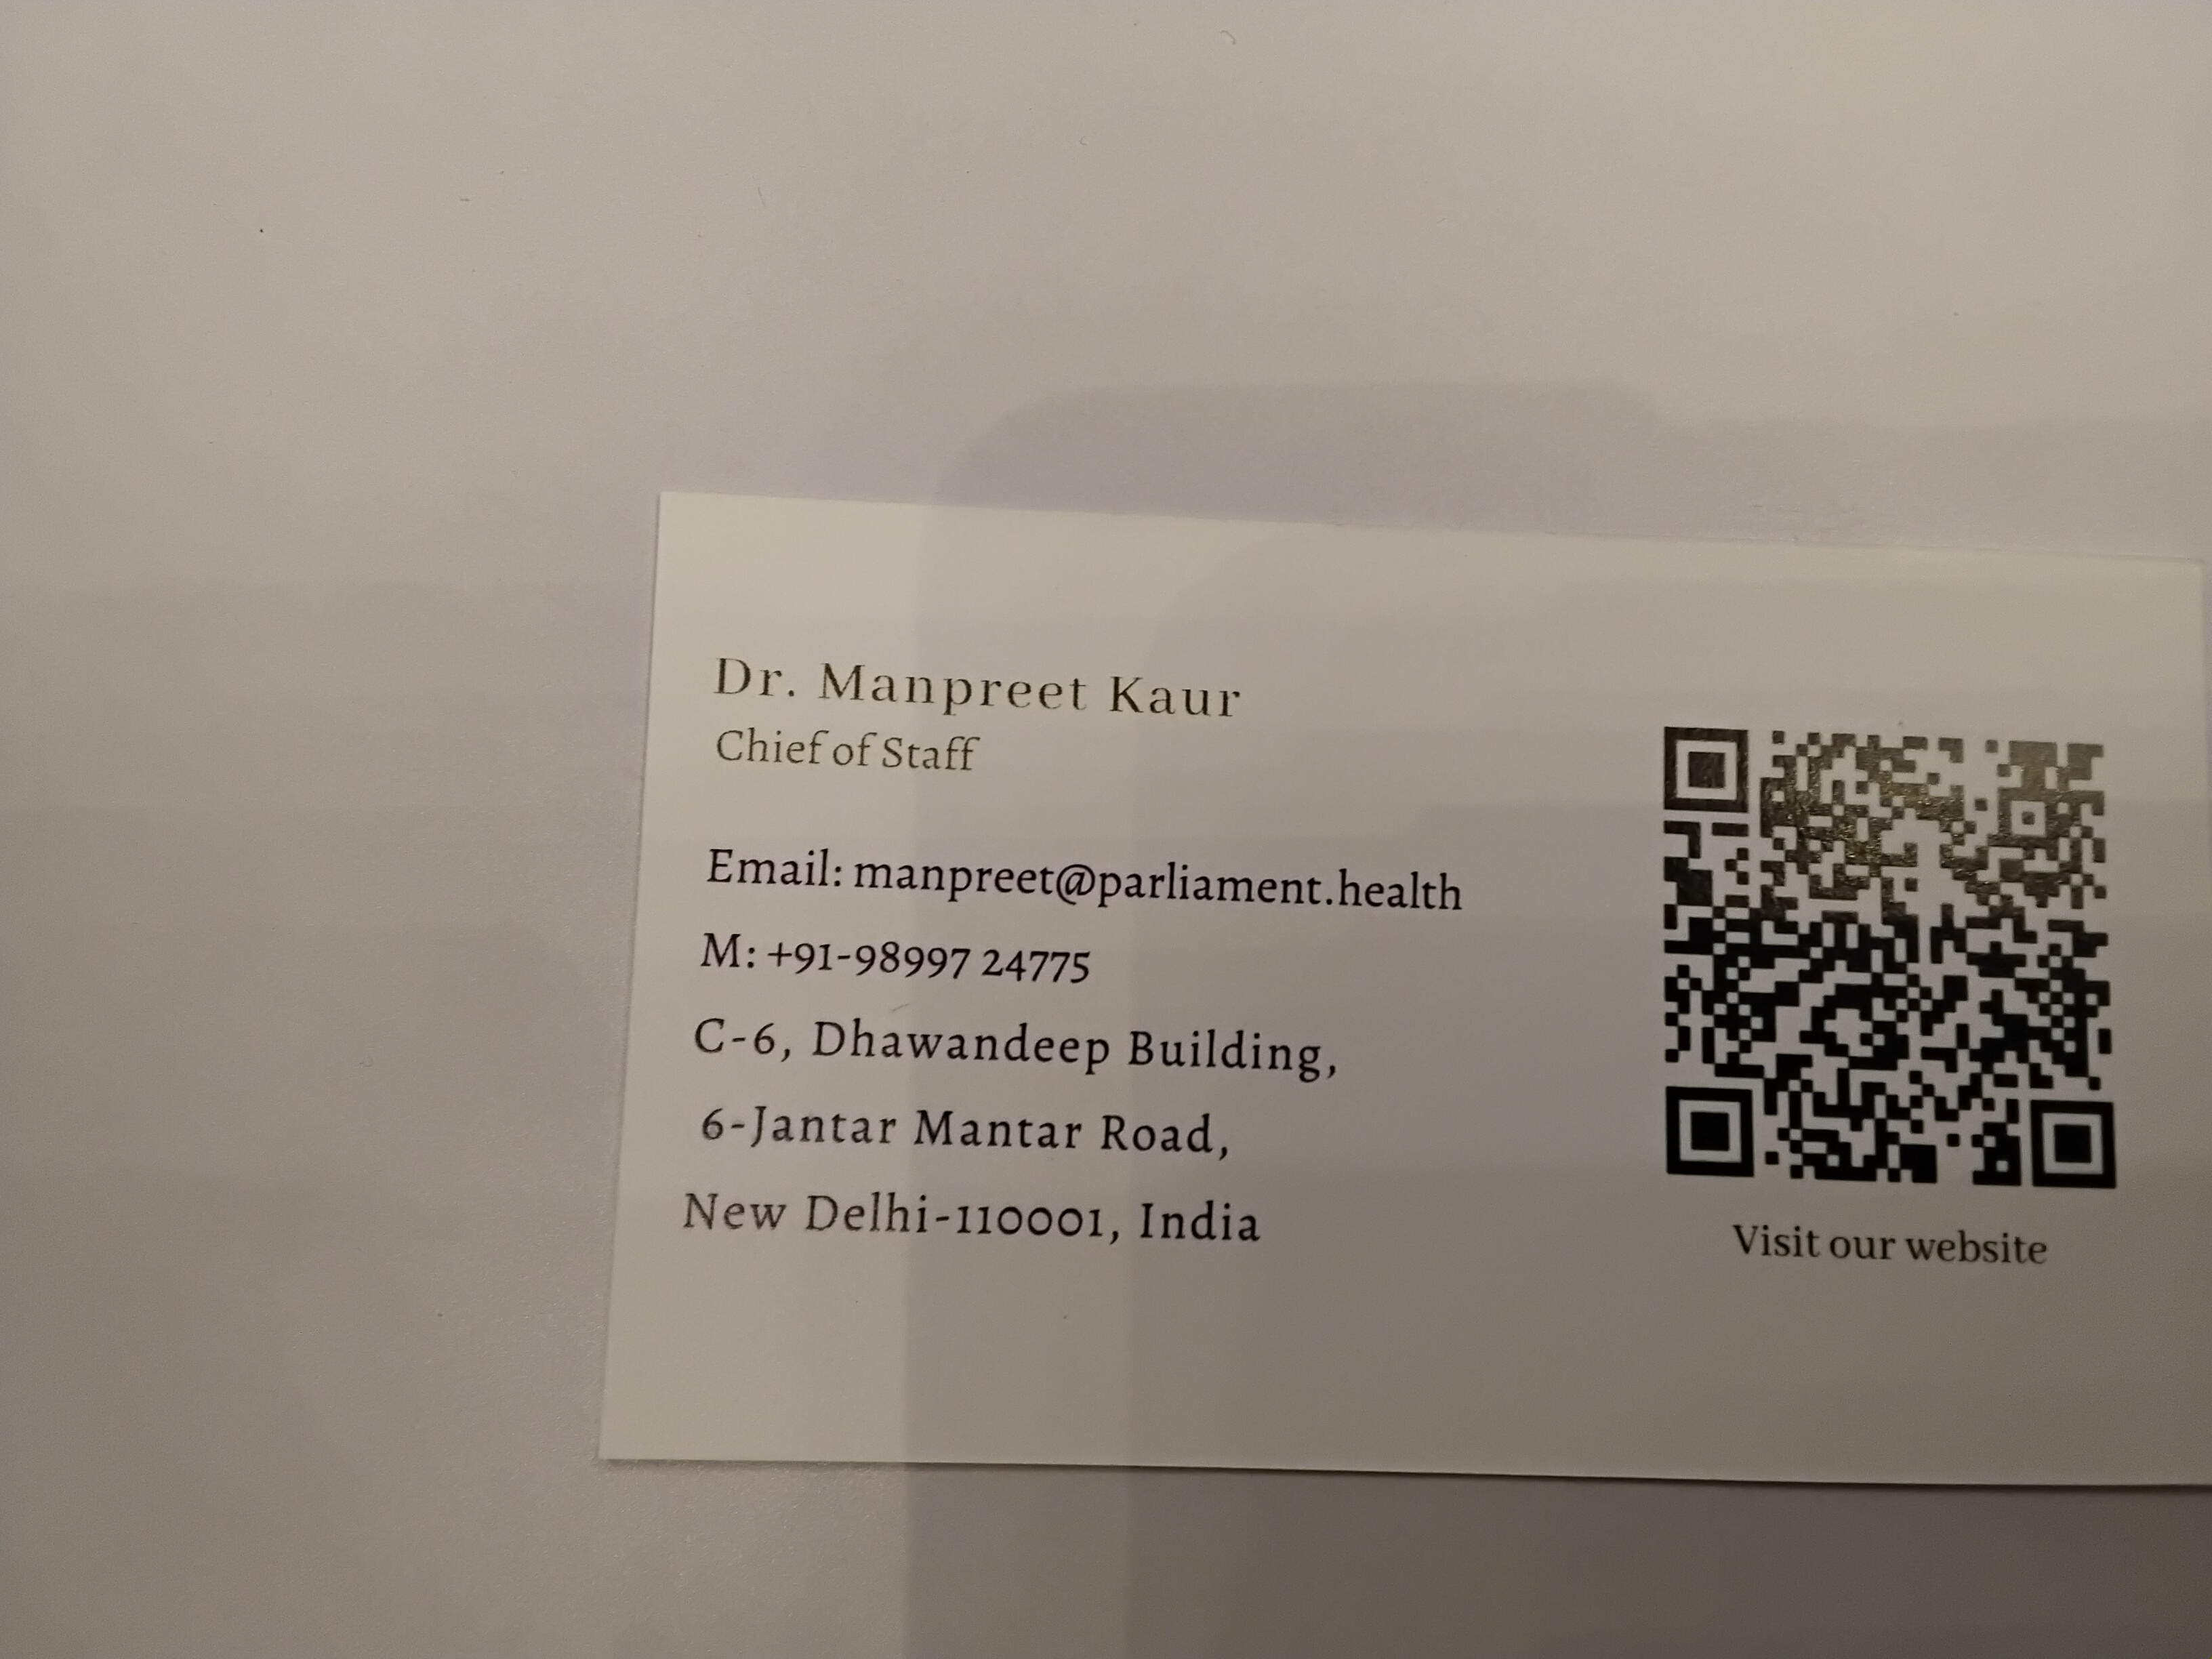 Dr. Manpreet Kaur
Chief of Staff
Email: manpreet@parliament.health
M: +91-98997 24775
C-6, Dhawandeep Building,
6-Jantar Mantar Road,
New Delhi-110001, India
Visit our website